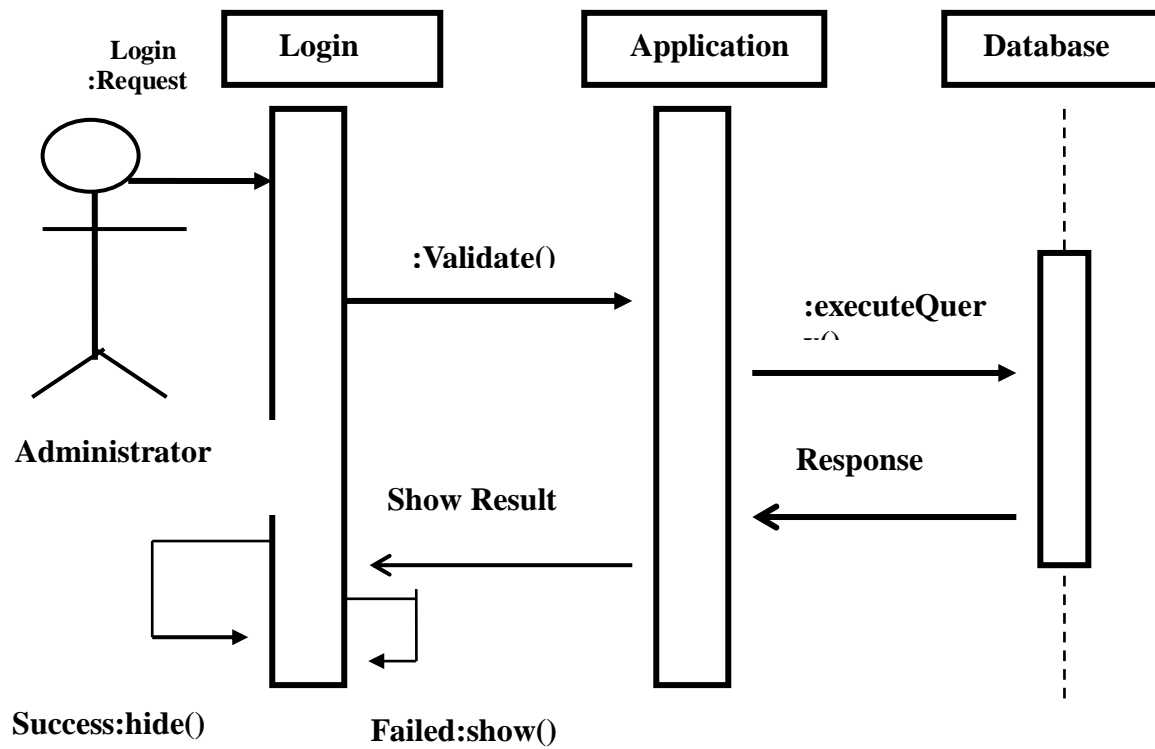 Login
:Request
Login
Application
Database
:Validate()
:executeQuer
y()
Administrator
Response
Show Result
Success:hide()
Failed:show()